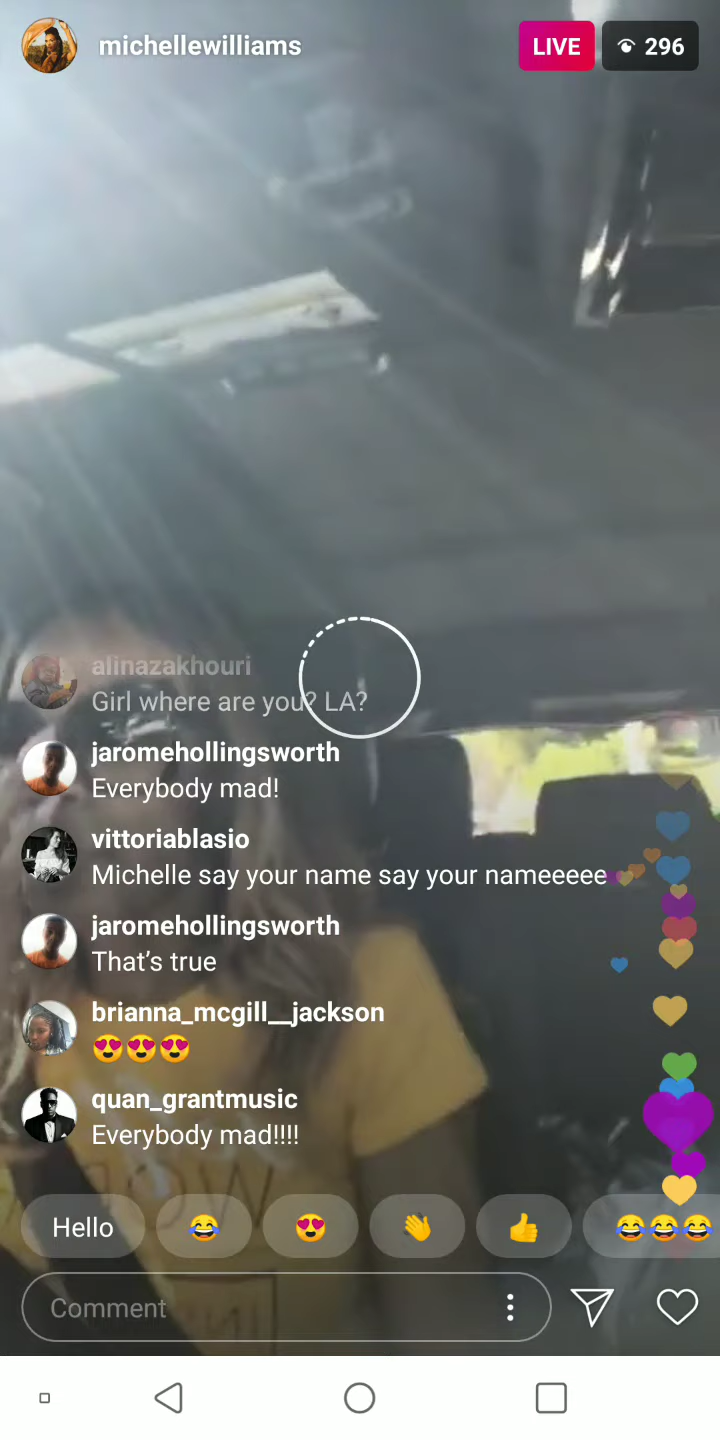 michellewilliams
LIVE
296
alinazakhouri
Girl where are you? LA?
jaromehollingsworth
Everybody mad!
vittoriablasio
Michelle say your name say your nameeeee
jaromehollingsworth
That’s true
brianna_mcgill__jackson
😍😍😍
quan_grantmusic
Everybody mad!!!!
Hello 😂 😍 👋 👍 😂😂😂
Comment